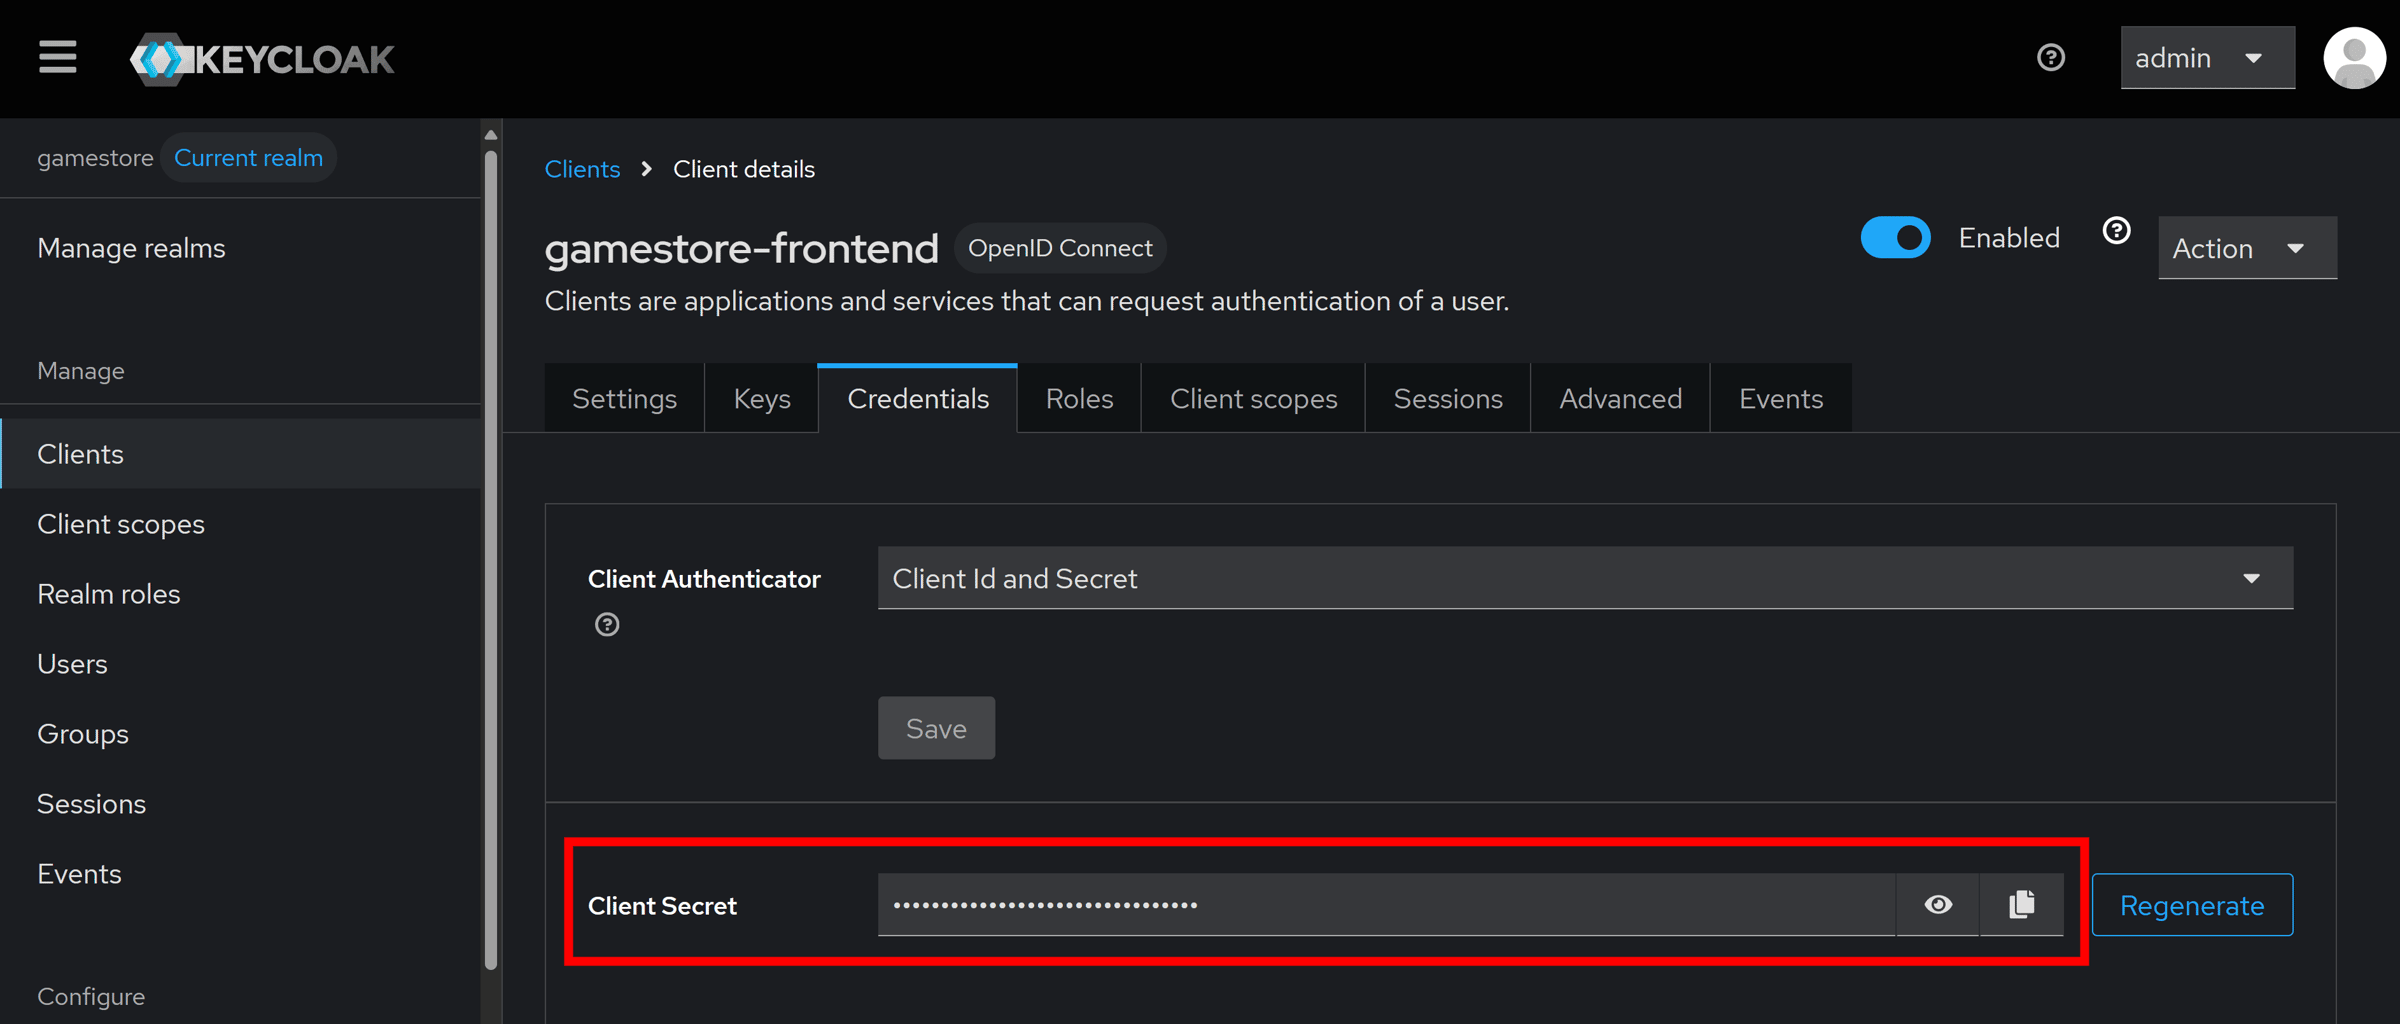 KEYCLOAK
admin
gamestore Current realm
Manage realms
Manage
Clients
Client scopes
Realm roles
Users
Groups
Sessions
Events
Configure
Clients Client details
gamestore-frontend OpenID Connect
Enabled
Action
Clients are applications and services that can request authentication of a user.
Settings Keys Credentials Roles Client scopes Sessions Advanced Events
Client Authenticator Client Id and Secret
Save
Client Secret ••••••••••••••••••••••••••••••••
Regenerate